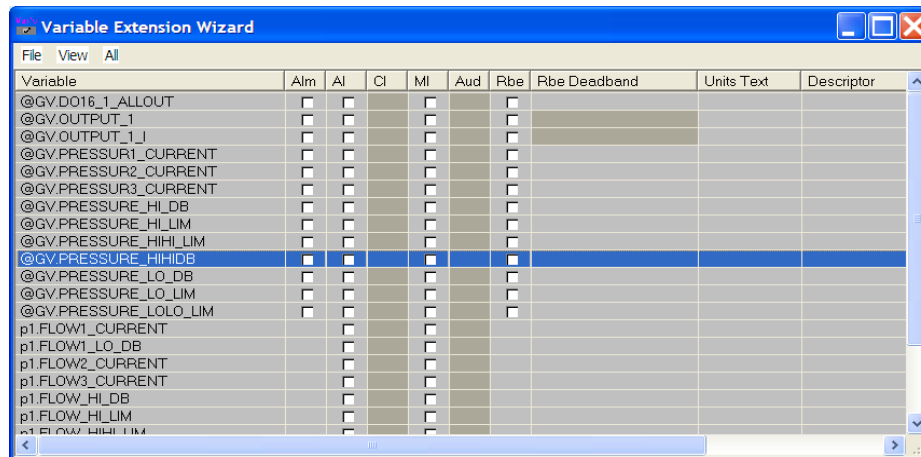 Variable Extension Wizard
File View All
Variable Alm AI CI MI Aud Rbe Rbe Deadband Units Text Descriptor
@GV.DO16_1_ALLOUT
@GV.OUTPUT_1
@GV.OUTPUT_1_I
@GV.PRESSUR1_CURRENT
@GV.PRESSUR2_CURRENT
@GV.PRESSUR3_CURRENT
@GV.PRESSURE_HI_DB
@GV.PRESSURE_HI_LIM
@GV.PRESSURE_HIHI_LIM
@GV.PRESSURE_HIHIDB
@GV.PRESSURE_LO_DB
@GV.PRESSURE_LO_LIM
@GV.PRESSURE_LOLO_LIM
p1.FLOW1_CURRENT
p1.FLOW1_LO_DB
p1.FLOW2_CURRENT
p1.FLOW3_CURRENT
p1.FLOW_HI_DB
p1.FLOW_HI_LIM
p1.FLOW_HIHI_LIM